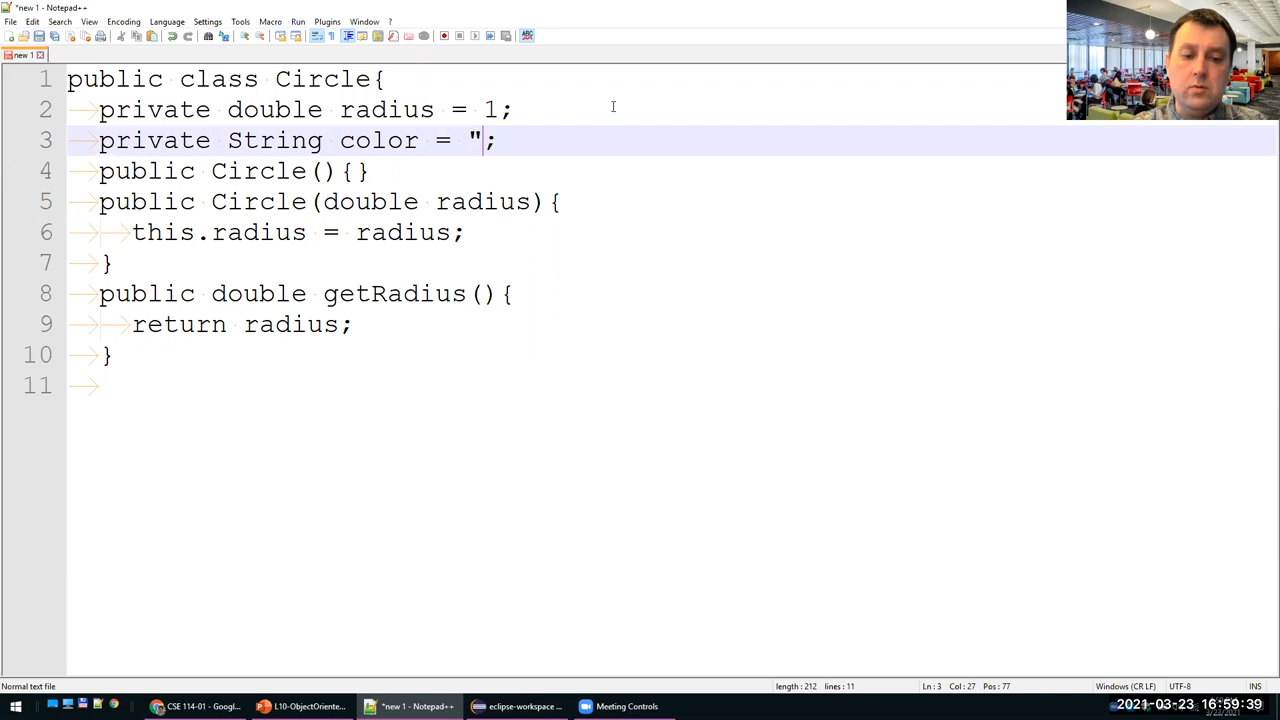 *new 1 - Notepad++
File Edit Search View Encoding Language Settings Tools Macro Run Plugins Window ?
new 1
1 public class Circle{
2 private double radius = 1;
3 private String color = ";
4 public Circle(){}
5 public Circle(double radius){
6 this.radius = radius;
7 }
8 public double getRadius(){
9 return radius;
10 }
11
Normal text file length : 212 lines : 11 Ln : 3 Col : 27 Pos : 77 Windows (CR LF) UTF-8 INS
CSE 114-01 - Googl... L10-ObjectOriente... *new 1 - Notepad++ eclipse-workspace ... Meeting Controls 2021-03-23 16:59:39